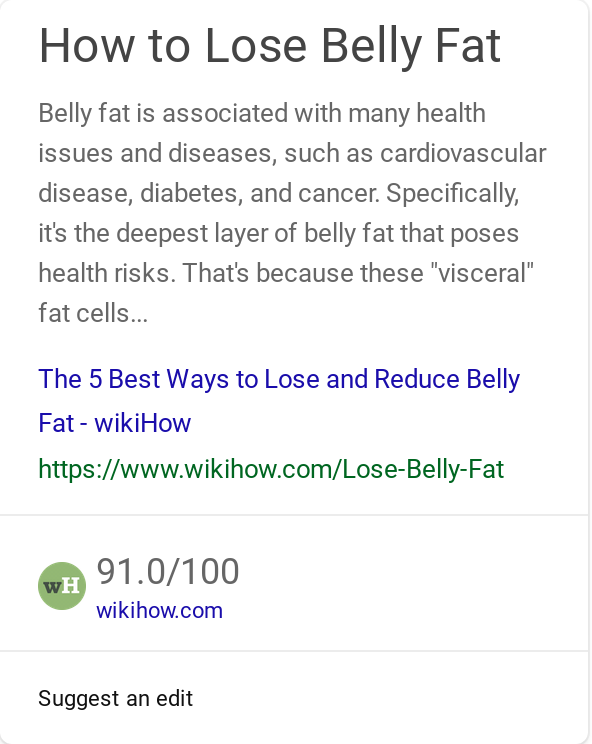 How to Lose Belly Fat
Belly fat is associated with many health
issues and diseases, such as cardiovascular
disease, diabetes, and cancer. Specifically,
it's the deepest layer of belly fat that poses
health risks. That's because these "visceral"
fat cells...
The 5 Best Ways to Lose and Reduce Belly
Fat - wikiHow
https://www.wikihow.com/Lose-Belly-Fat
wH
91.0/100
wikihow.com
Suggest an edit